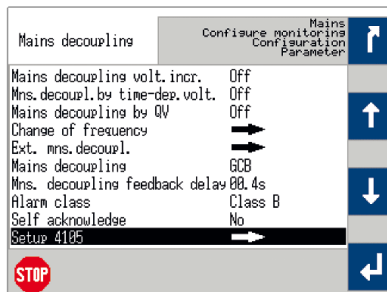 Mains decoupling
Mains
Configure monitoring
Configuration
Parameter
Mains decoupling volt.incr. Off
Mns.decoupl.by time-dep.volt. Off
Mains decoupling by QV Off
Change of frequency
Ext. mns.decoupl.
Mains decoupling GCB
Mns. decoupling feedback delay 00.4s
Alarm class Class B
Self acknowledge No
Setup 4105
STOP